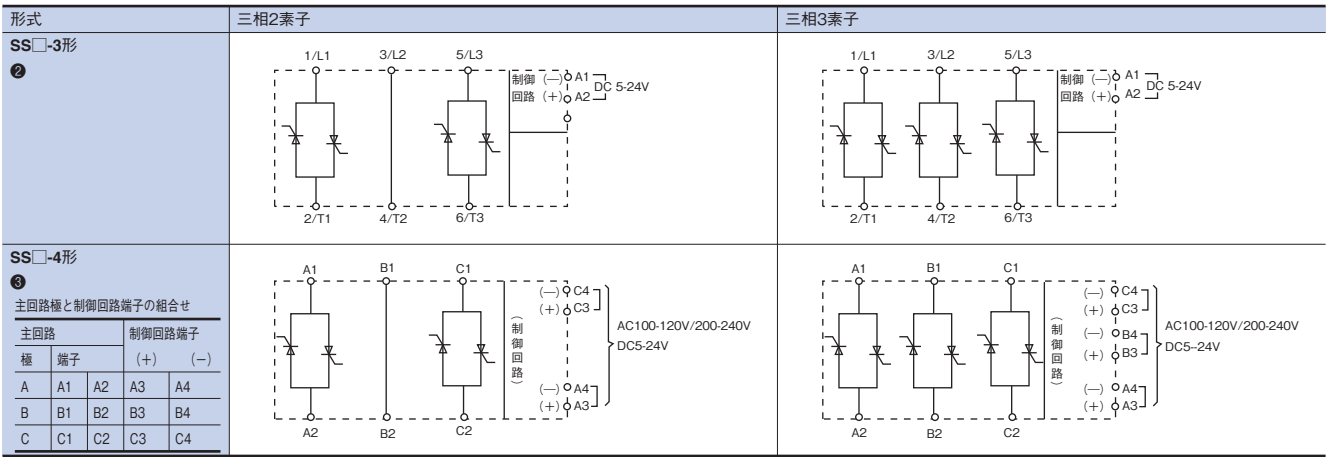 形式 三相2素子 三相3素子
SS□-3形
❷
1/L1 3/L2 5/L3
制御 (―) A1
回路 (+) A2
DC 5-24V
2/T1 4/T2 6/T3
1/L1 3/L2 5/L3
制御 (―) A1
回路 (+) A2
DC 5-24V
2/T1 4/T2 6/T3
SS□-4形
❸
主回路極と制御回路端子の組合せ
主回路 制御回路端子
極 端子 (+) (−)
A A1 A2 A3 A4
B B1 B2 B3 B4
C C1 C2 C3 C4
A1 B1 C1
(制御回路)
(―) C4
(+) C3
AC100-120V/200-240V
DC5-24V
(―) A4
(+) A3
A2 B2 C2
A1 B1 C1
(制御回路)
(―) C4
(+) C3
(―) B4
(+) B3
AC100-120V/200-240V
DC5--24V
(―) A4
(+) A3
A2 B2 C2